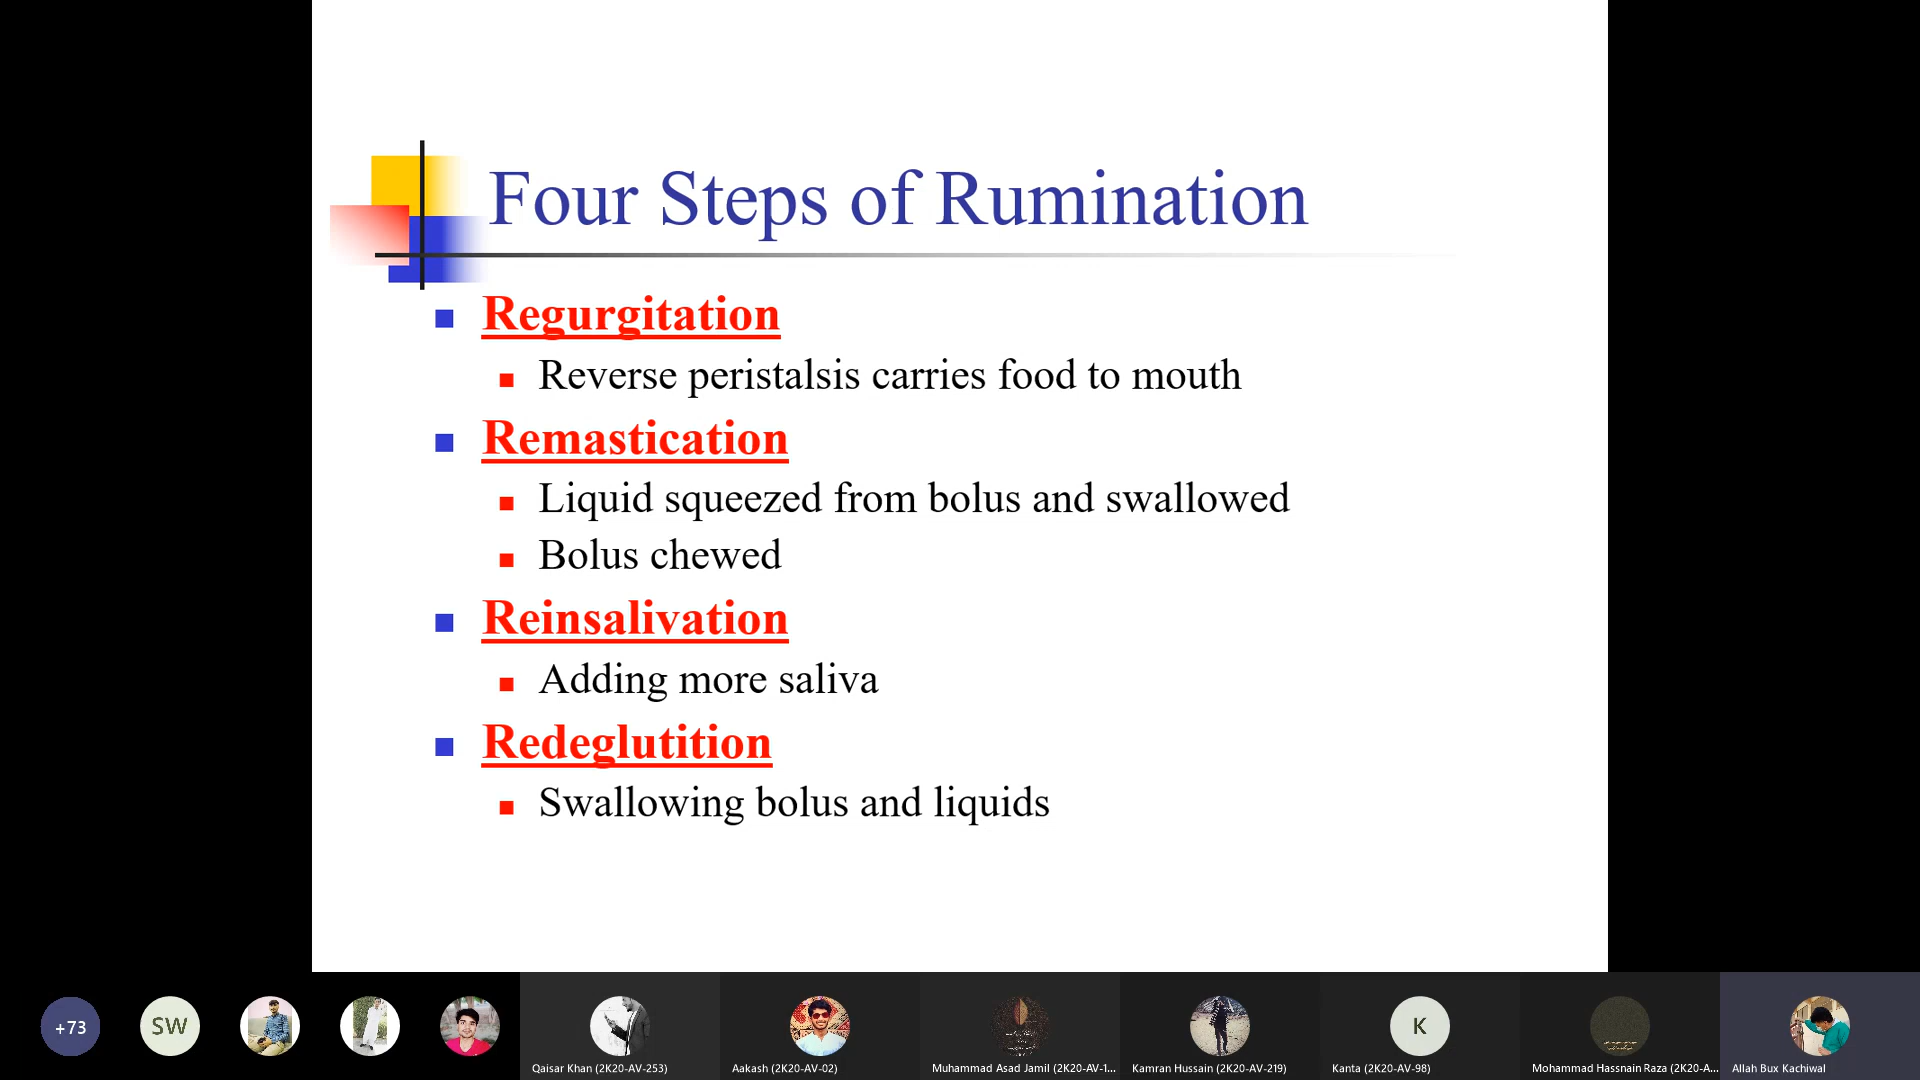 Four Steps of Rumination
Regurgitation
Reverse peristalsis carries food to mouth
Remastication
Liquid squeezed from bolus and swallowed
Bolus chewed
Reinsalivation
Adding more saliva
Redeglutition
Swallowing bolus and liquids
+73
SW
K
Qaisar Khan (2K20-AV-253)
Aakash (2K20-AV-02)
Muhammad Asad Jamil (2K20-AV-1...
Kamran Hussain (2K20-AV-219)
Kanta (2K20-AV-98)
Mohammad Hassnain Raza (2K20-A...
Allah Bux Kachiwal